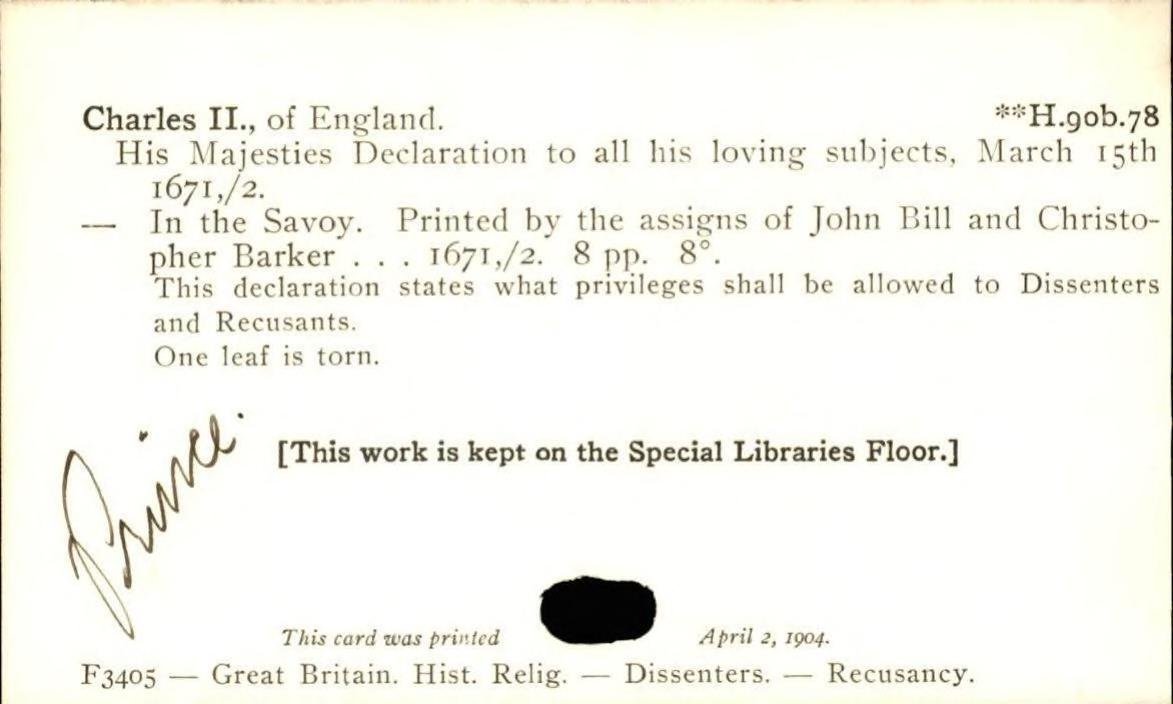 Charles II., of England. **H.90b.78
His Majesties Declaration to all his loving subjects, March 15th
1671,/2.
— In the Savoy. Printed by the assigns of John Bill and Christo-
pher Barker . . . 1671,/2. 8 pp. 8°.
This declaration states what privileges shall be allowed to Dissenters
and Recusants.
One leaf is torn.
Prince.
[This work is kept on the Special Libraries Floor.]
This card was printed April 2, 1904.
F3405 — Great Britain. Hist. Relig. — Dissenters. — Recusancy.